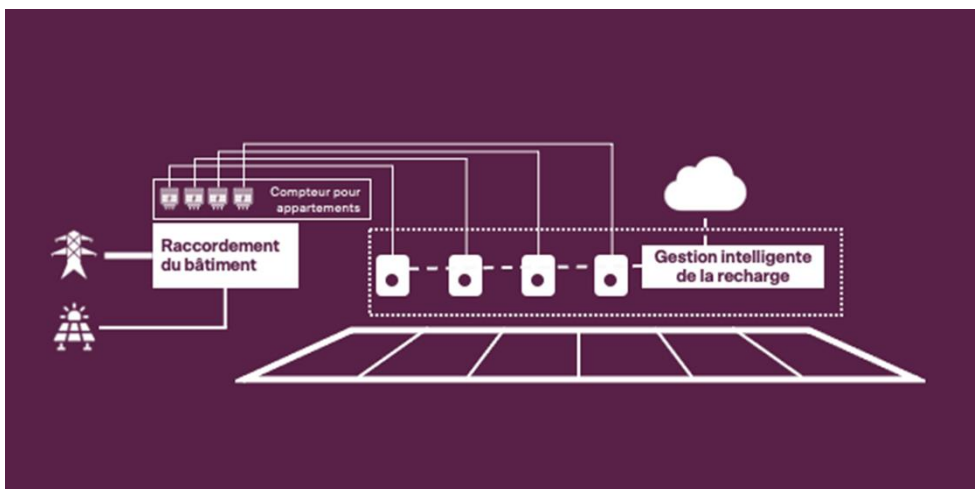 Compteur pour
appartements
Raccordement
du bâtiment
Gestion intelligente
de la recharge